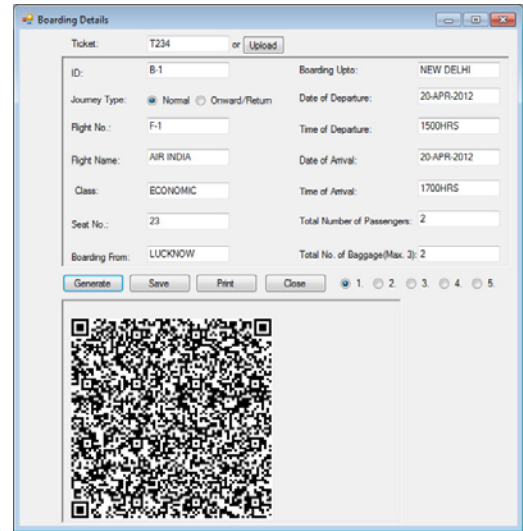 Boarding Details
Ticket: T234 or Upload
ID: B-1 Boarding Upto: NEW DELHI
Journey Type: Normal Onward/Return Date of Departure: 20-APR-2012
Flight No.: F-1 Time of Departure: 1500HRS
Flight Name: AIR INDIA Date of Arrival: 20-APR-2012
Class: ECONOMIC Time of Arrival: 1700HRS
Seat No.: 23 Total Number of Passengers: 2
Boarding From: LUCKNOW Total No. of Baggage(Max. 3): 2
Generate Save Print Close 1. 2. 3. 4. 5.